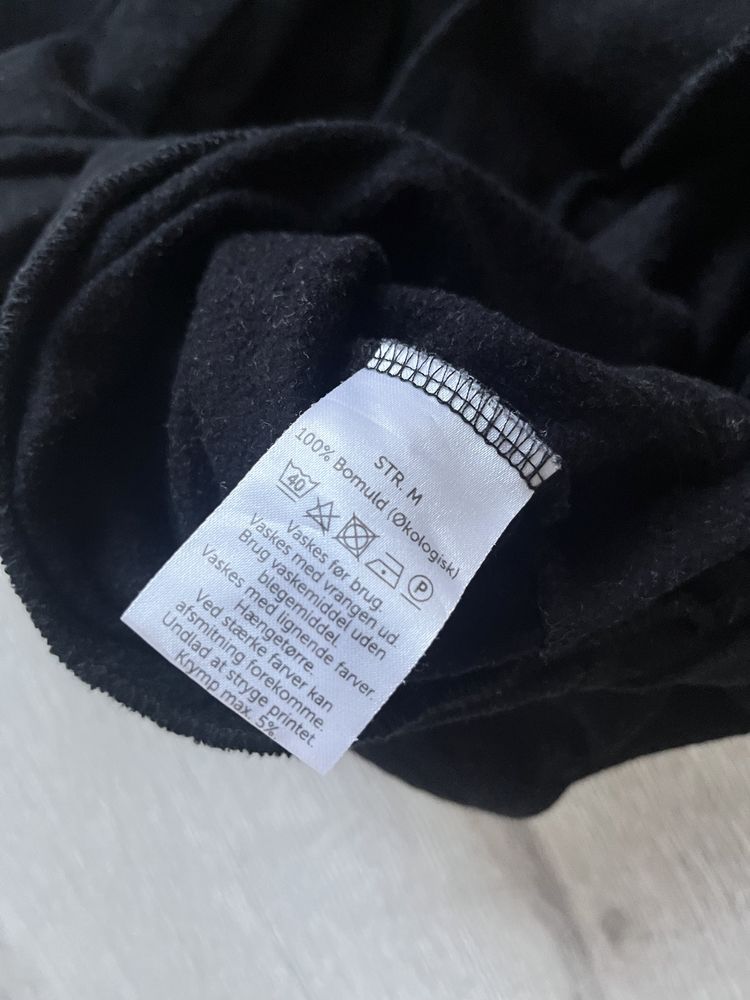 STR. M
100% Bomuld (Økologisk)
40 P
Vaskes før brug.
Vaskes med vrangen ud.
Brug vaskemiddel uden
blegemiddel.
Vaskes med lignende farver.
Hængetørre.
Ved stærke farver kan
afsmitning forekomme.
Undlad at stryge printet.
Krymp max. 5%.